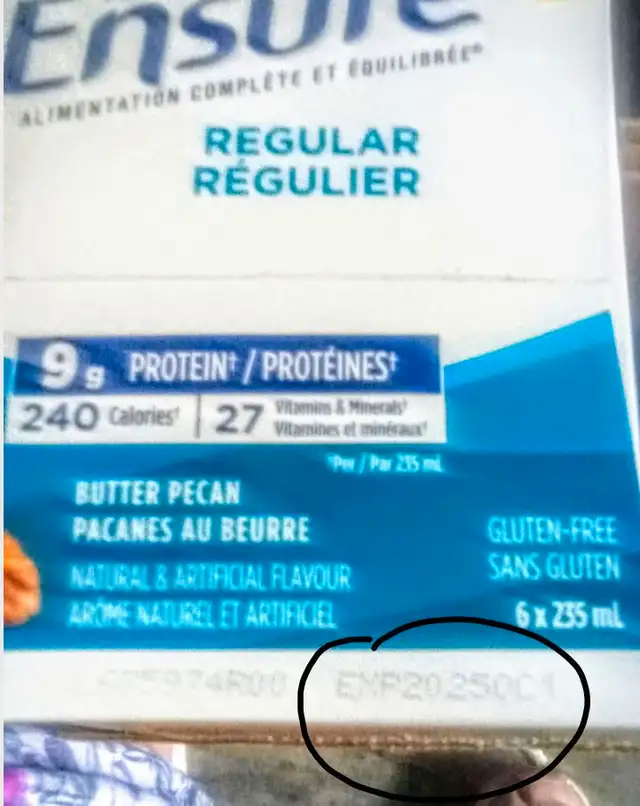 Ensure
ALIMENTATION COMPLÈTE ET ÉQUILIBRÉE®
REGULAR
RÉGULIER
9 g PROTEIN† / PROTÉINES†
240 Calories† 27 Vitamins & Minerals†
Vitamines et minéraux†
†Per / Par 235 mL
BUTTER PECAN
PACANES AU BEURRE
GLUTEN-FREE
SANS GLUTEN
NATURAL & ARTIFICIAL FLAVOUR
ARÔME NATUREL ET ARTIFICIEL
6 x 235 mL